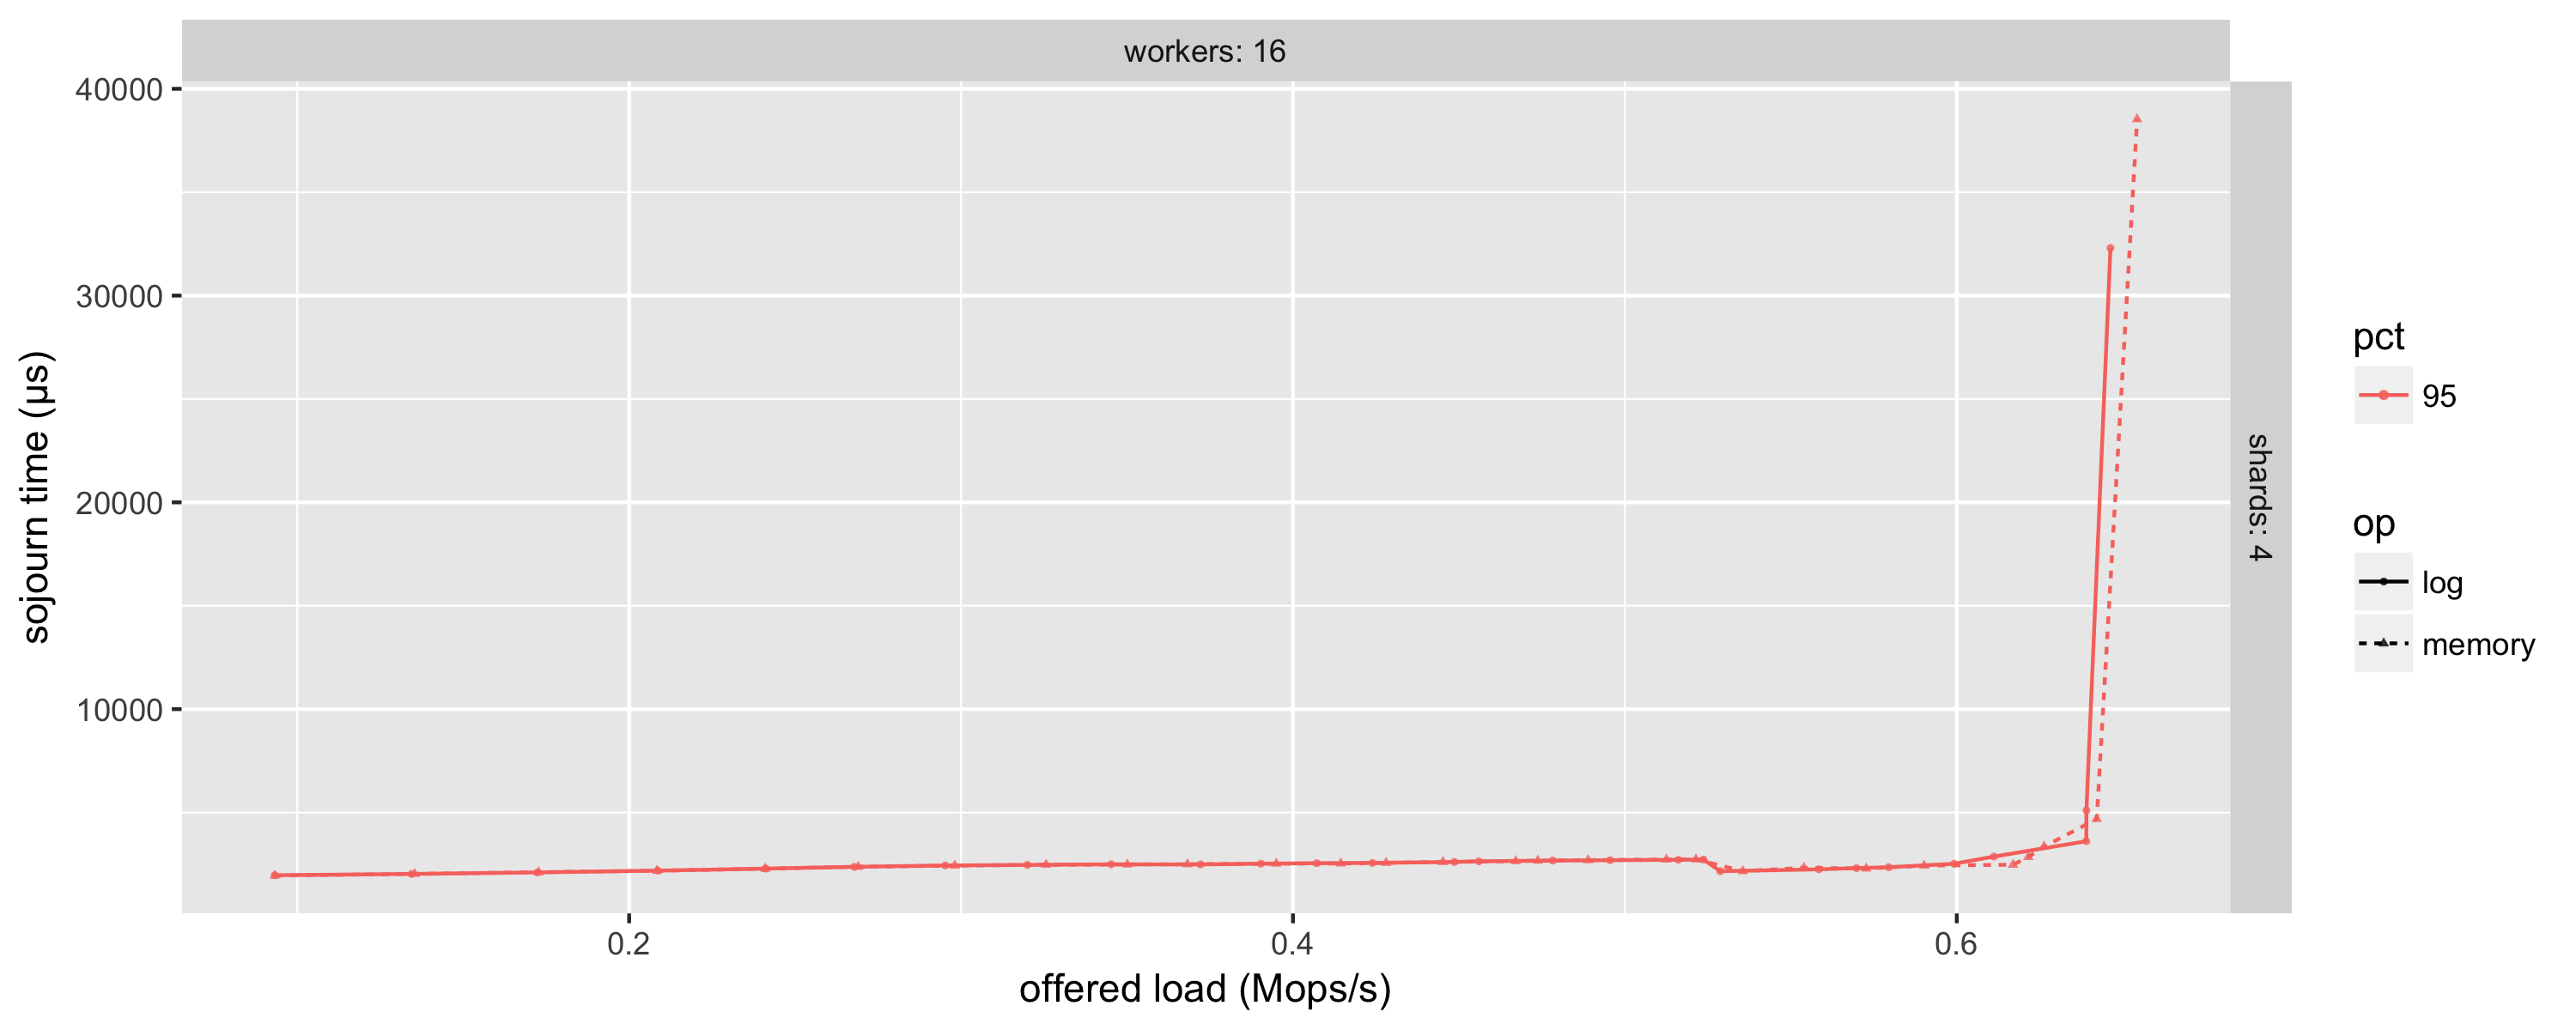 workers: 16
40000
30000
20000
10000
sojourn time (µs)
0.2
0.4
0.6
offered load (Mops/s)
shards: 4
pct
95
op
log
memory